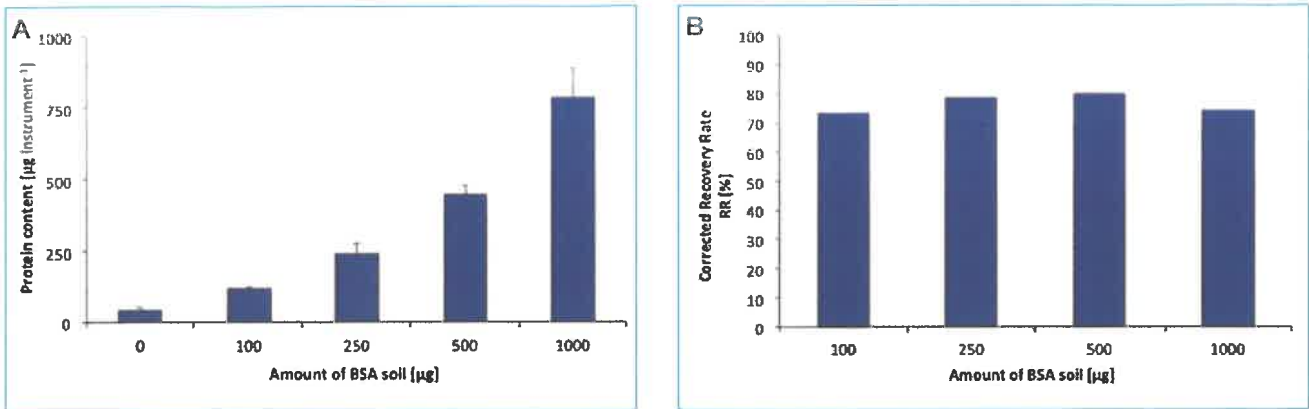 A
1000
750
500
250
0
Protein content [µg instrument⁻¹]
0 100 250 500 1000
Amount of BSA soil [µg]
B
100
90
80
70
60
50
40
30
20
10
0
Corrected Recovery Rate
RR [%]
100 250 500 1000
Amount of BSA soil [µg]